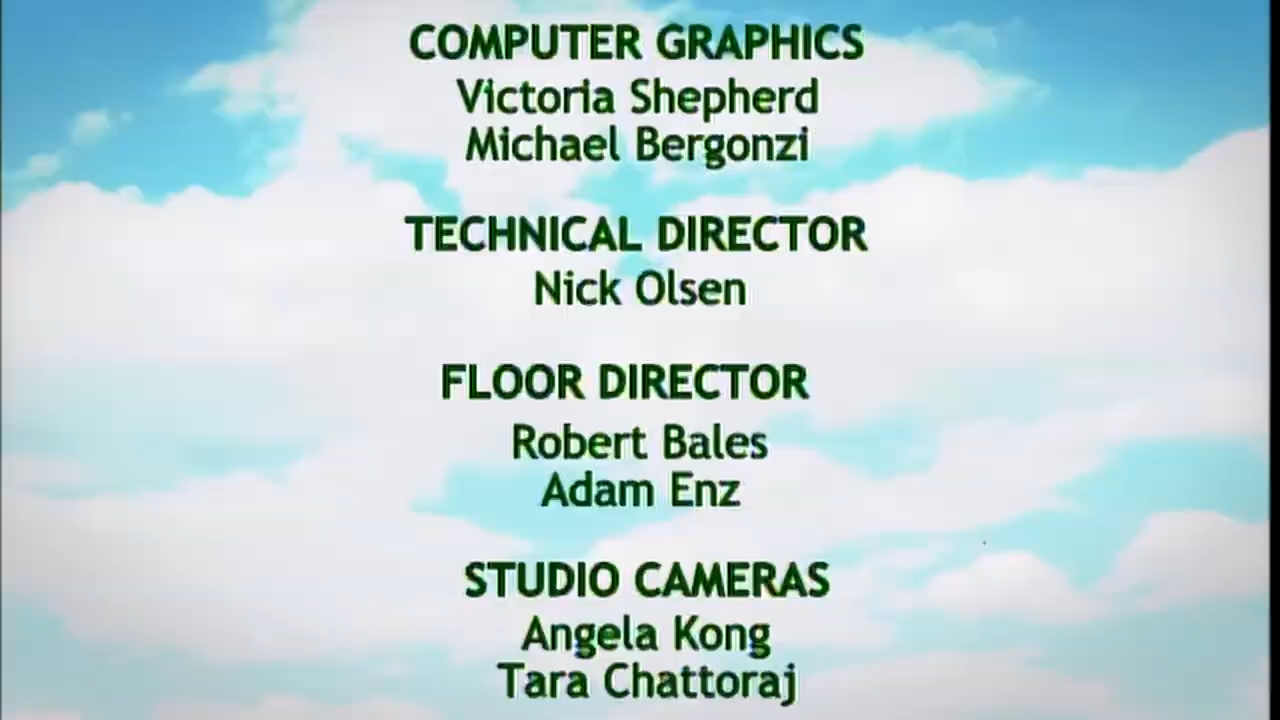 COMPUTER GRAPHICS
Victoria Shepherd
Michael Bergonzi
TECHNICAL DIRECTOR
Nick Olsen
FLOOR DIRECTOR
Robert Bales
Adam Enz
STUDIO CAMERAS
Angela Kong
Tara Chattoraj